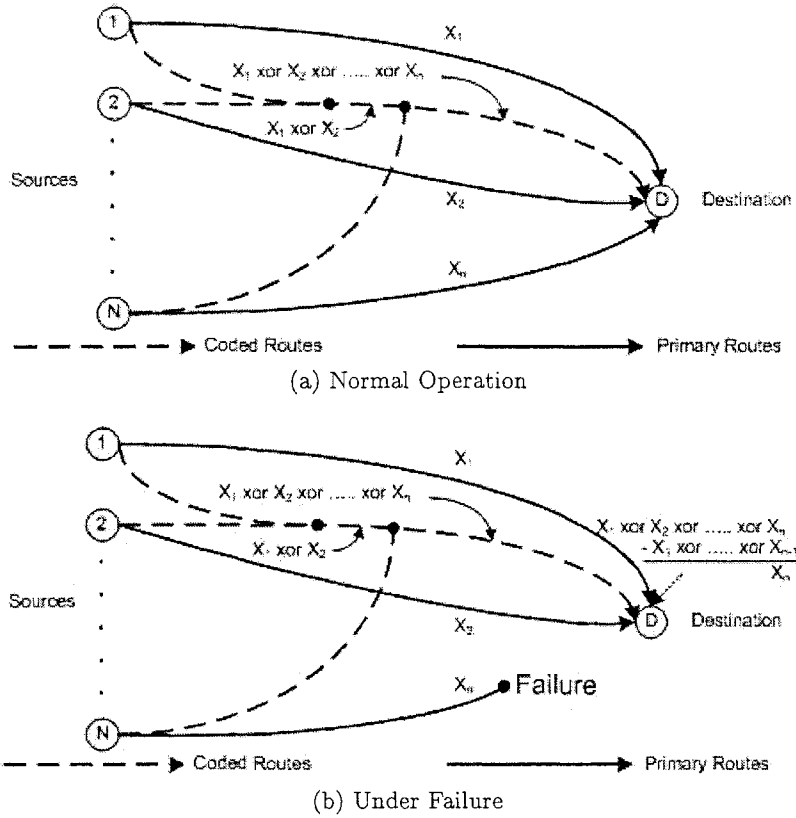 1
X₁
X₁ xor X₂ xor ..... xor Xₙ
2
X₁ xor X₂
Sources
X₂
D
Destination
Xₙ
N
Coded Routes
Primary Routes
(a) Normal Operation
1
X₁
X₁ xor X₂ xor ..... xor Xₙ
2
X₁ xor X₂
X₁ xor X₂ xor ..... xor Xₙ
- X₁ xor ..... xor Xₙ₋₁
Xₙ
Sources
X₂
D
Destination
Xₙ
Failure
N
Coded Routes
Primary Routes
(b) Under Failure